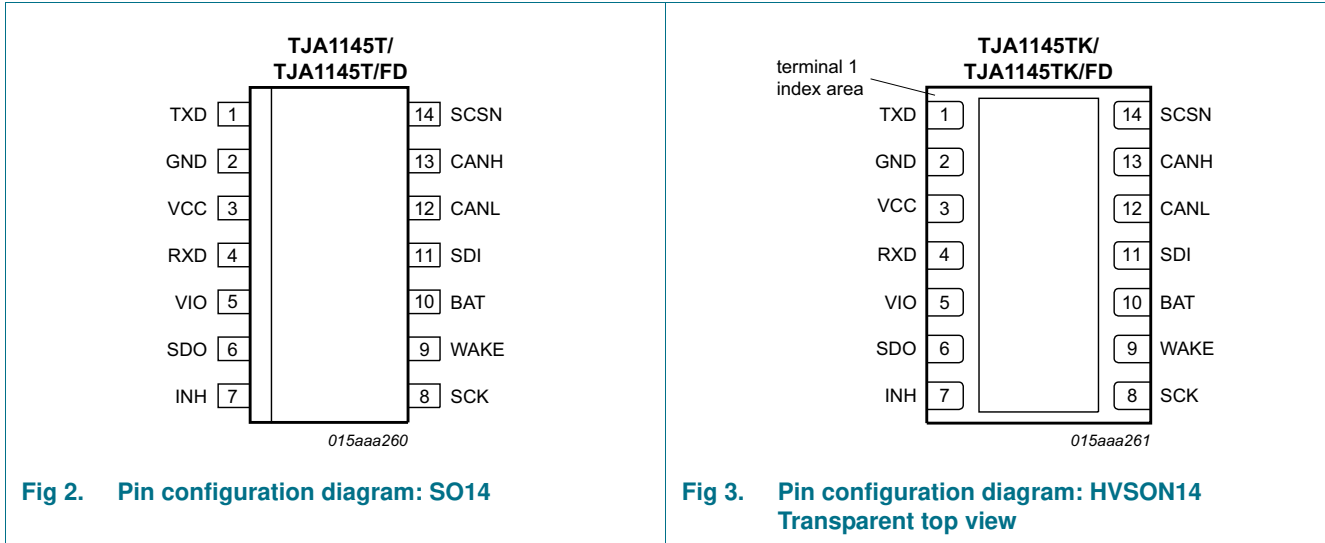 TJA1145T/
TJA1145T/FD
TXD 1
GND 2
VCC 3
RXD 4
VIO 5
SDO 6
INH 7
14 SCSN
13 CANH
12 CANL
11 SDI
10 BAT
9 WAKE
8 SCK
015aaa260
Fig 2. Pin configuration diagram: SO14
TJA1145TK/
TJA1145TK/FD
terminal 1
index area
TXD 1
GND 2
VCC 3
RXD 4
VIO 5
SDO 6
INH 7
14 SCSN
13 CANH
12 CANL
11 SDI
10 BAT
9 WAKE
8 SCK
015aaa261
Fig 3. Pin configuration diagram: HVSON14
Transparent top view